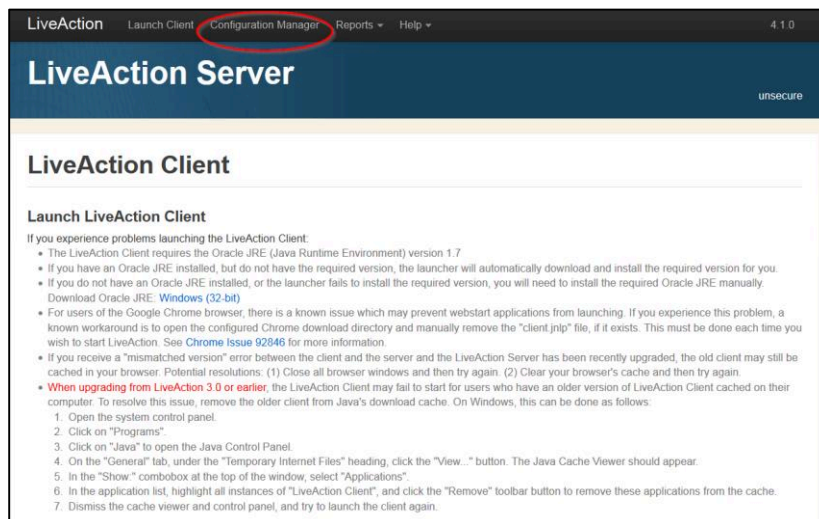 LiveAction Launch Client Configuration Manager Reports Help 4.1.0
LiveAction Server
unsecure
LiveAction Client
Launch LiveAction Client
If you experience problems launching the LiveAction Client:
• The LiveAction Client requires the Oracle JRE (Java Runtime Environment) version 1.7
• If you have an Oracle JRE installed, but do not have the required version, the launcher will automatically download and install the required version for you.
• If you do not have an Oracle JRE installed, or the launcher fails to install the required version, you will need to install the required Oracle JRE manually.
Download Oracle JRE: Windows (32-bit)
• For users of the Google Chrome browser, there is a known issue which may prevent webstart applications from launching. If you experience this problem, a
known workaround is to open the configured Chrome download directory and manually remove the "client.jnlp" file, if it exists. This must be done each time you
wish to start LiveAction. See Chrome Issue 92846 for more information.
• If you receive a "mismatched version" error between the client and the server and the LiveAction Server has been recently upgraded, the old client may still be
cached in your browser. Potential resolutions: (1) Close all browser windows and then try again. (2) Clear your browser's cache and then try again.
• When upgrading from LiveAction 3.0 or earlier, the LiveAction Client may fail to start for users who have an older version of LiveAction Client cached on their
computer. To resolve this issue, remove the older client from Java's download cache. On Windows, this can be done as follows:
1. Open the system control panel.
2. Click on "Programs".
3. Click on "Java" to open the Java Control Panel.
4. On the "General" tab, under the "Temporary Internet Files" heading, click the "View..." button. The Java Cache Viewer should appear.
5. In the "Show:" combobox at the top of the window, select "Applications".
6. In the application list, highlight all instances of "LiveAction Client", and click the "Remove" toolbar button to remove these applications from the cache.
7. Dismiss the cache viewer and control panel, and try to launch the client again.